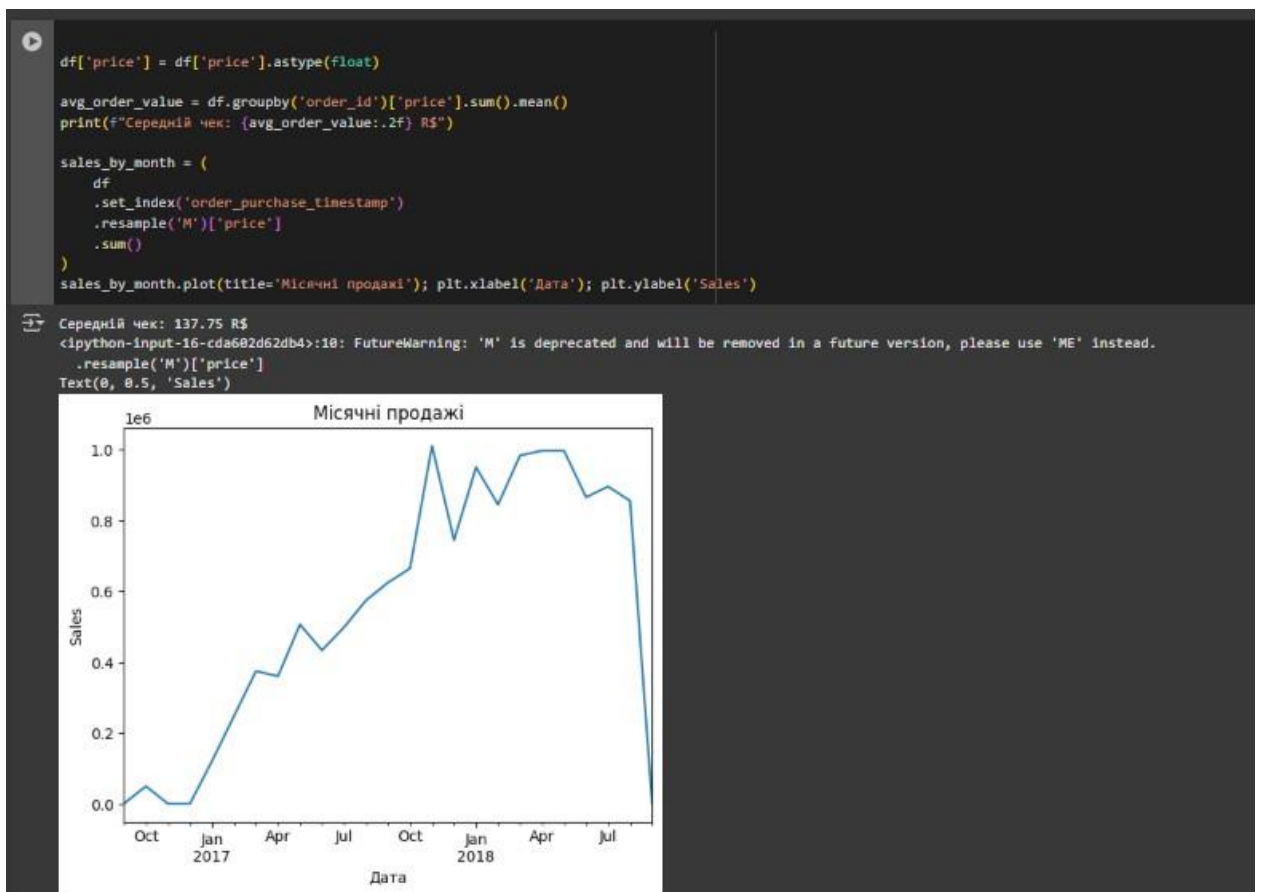 df['price'] = df['price'].astype(float)
avg_order_value = df.groupby('order_id')['price'].sum().mean()
print(f"Середній чек: {avg_order_value:.2f} R$")
sales_by_month = (
df
.set_index('order_purchase_timestamp')
.resample('M')['price']
.sum()
)
sales_by_month.plot(title='Місячні продажі'); plt.xlabel('Дата'); plt.ylabel('Sales')
Середній чек: 137.75 R$
<ipython-input-16-cda602d62db4>:10: FutureWarning: 'M' is deprecated and will be removed in a future version, please use 'ME' instead.
.resample('M')['price']
Text(0, 0.5, 'Sales')
Місячні продажі
1e6
1.0
0.8
0.6
0.4
0.2
0.0
Sales
Oct Jan Apr Jul Oct Jan Apr Jul
2017 2018
Дата